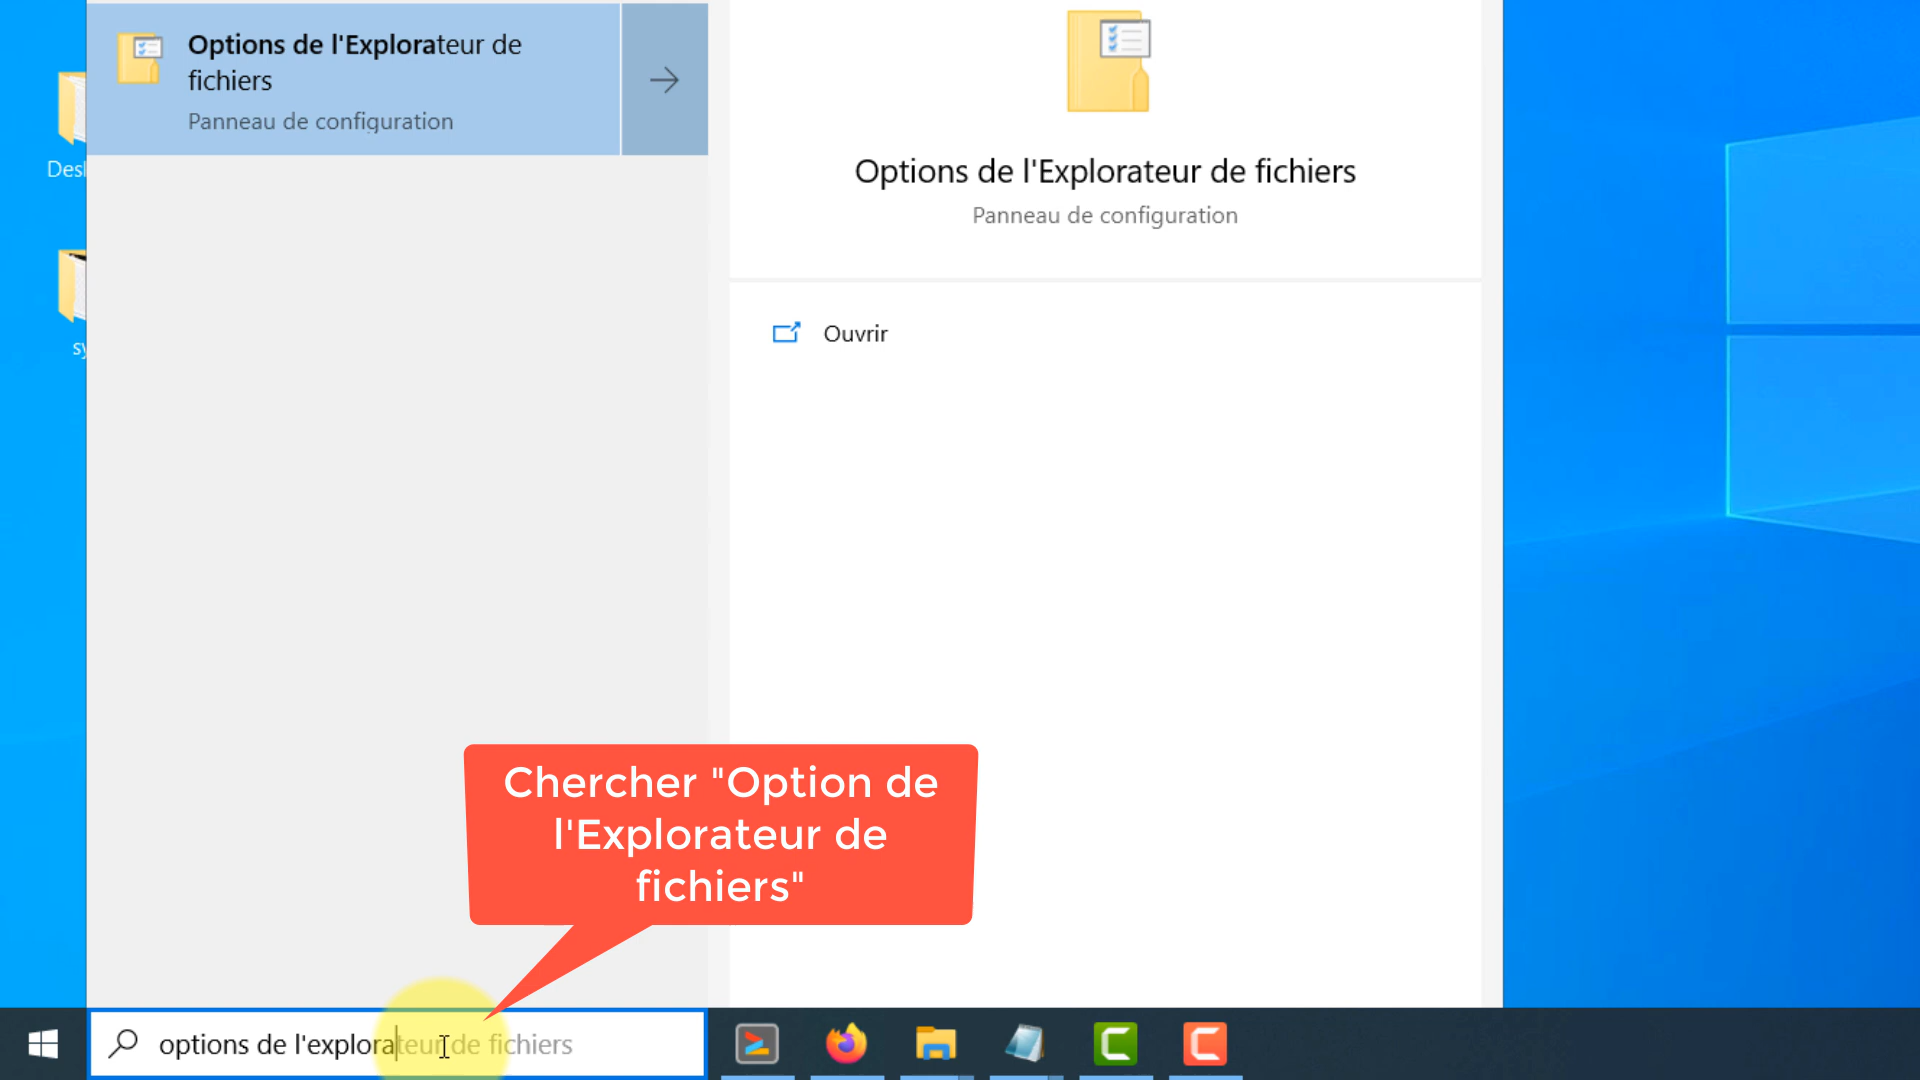 Options de l'Explorateur de
fichiers
Panneau de configuration
Options de l'Explorateur de fichiers
Panneau de configuration
Ouvrir
Chercher "Option de
l'Explorateur de
fichiers"
options de l'explorateur de fichiers